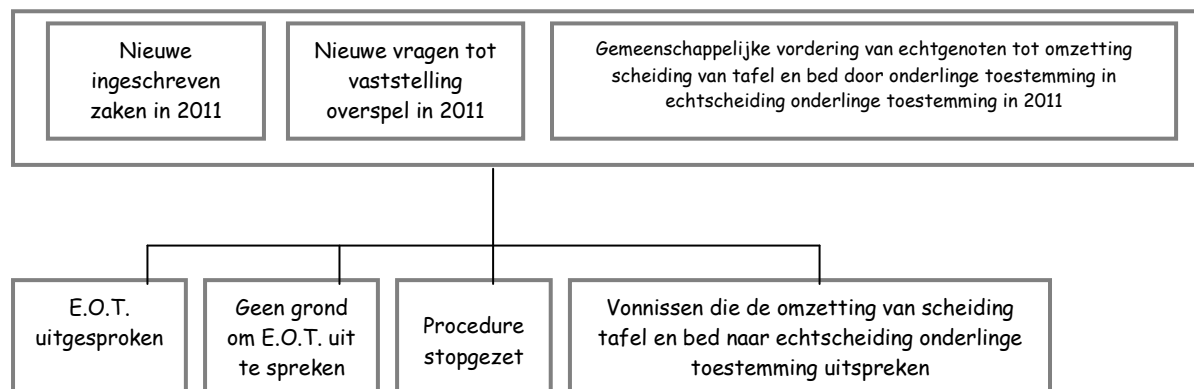 Nieuwe
ingeschreven
zaken in 2011
Nieuwe vragen tot
vaststelling
overspel in 2011
Gemeenschappelijke vordering van echtgenoten tot omzetting
scheiding van tafel en bed door onderlinge toestemming in
echtscheiding onderlinge toestemming in 2011
E.O.T.
uitgesproken
Geen grond
om E.O.T. uit
te spreken
Procedure
stopgezet
Vonnissen die de omzetting van scheiding
tafel en bed naar echtscheiding onderlinge
toestemming uitspreken